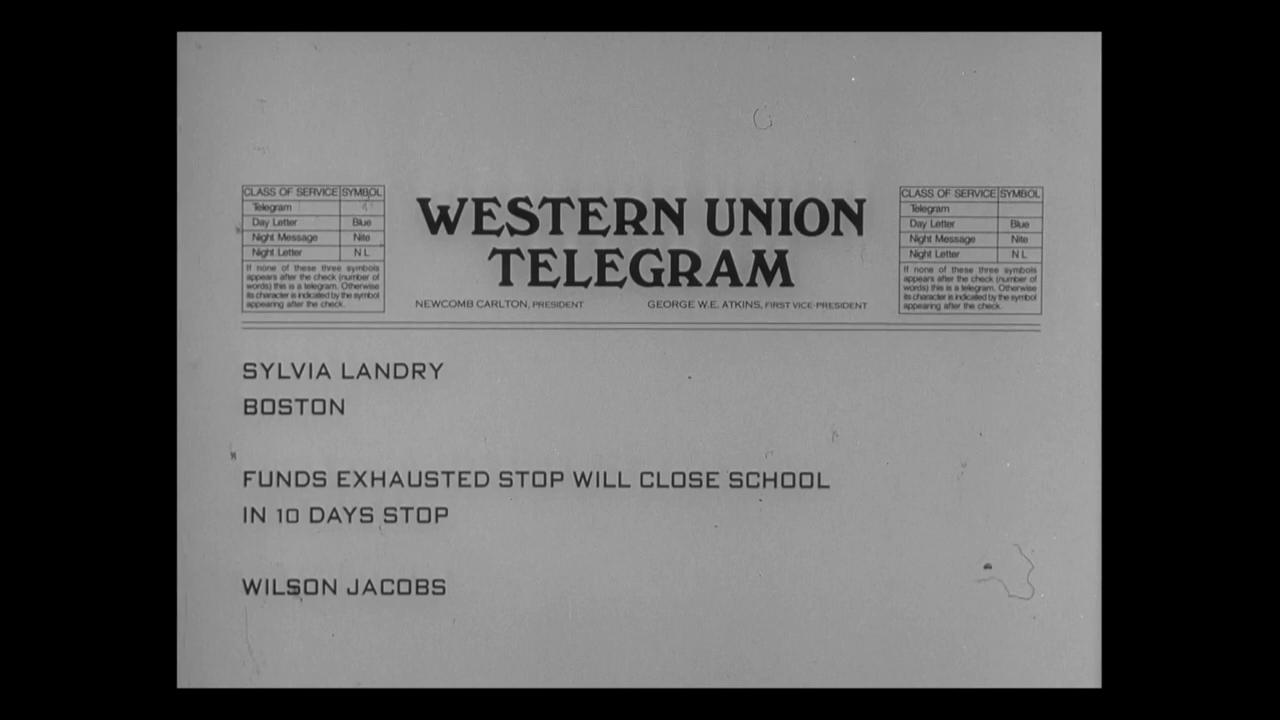 CLASS OF SERVICE SYMBOL
Telegram
Day Letter Blue
Night Message Nite
Night Letter N L
If none of these three symbols
appears after the check (number of
words) this is a telegram. Otherwise
its character is indicated by the symbol
appearing after the check.
WESTERN UNION
TELEGRAM
NEWCOMB CARLTON, PRESIDENT
GEORGE W.E. ATKINS, FIRST VICE-PRESIDENT
CLASS OF SERVICE SYMBOL
Telegram
Day Letter Blue
Night Message Nite
Night Letter N L
If none of these three symbols
appears after the check (number of
words) this is a telegram. Otherwise
its character is indicated by the symbol
appearing after the check.
SYLVIA LANDRY
BOSTON
FUNDS EXHAUSTED STOP WILL CLOSE SCHOOL
IN 10 DAYS STOP
WILSON JACOBS